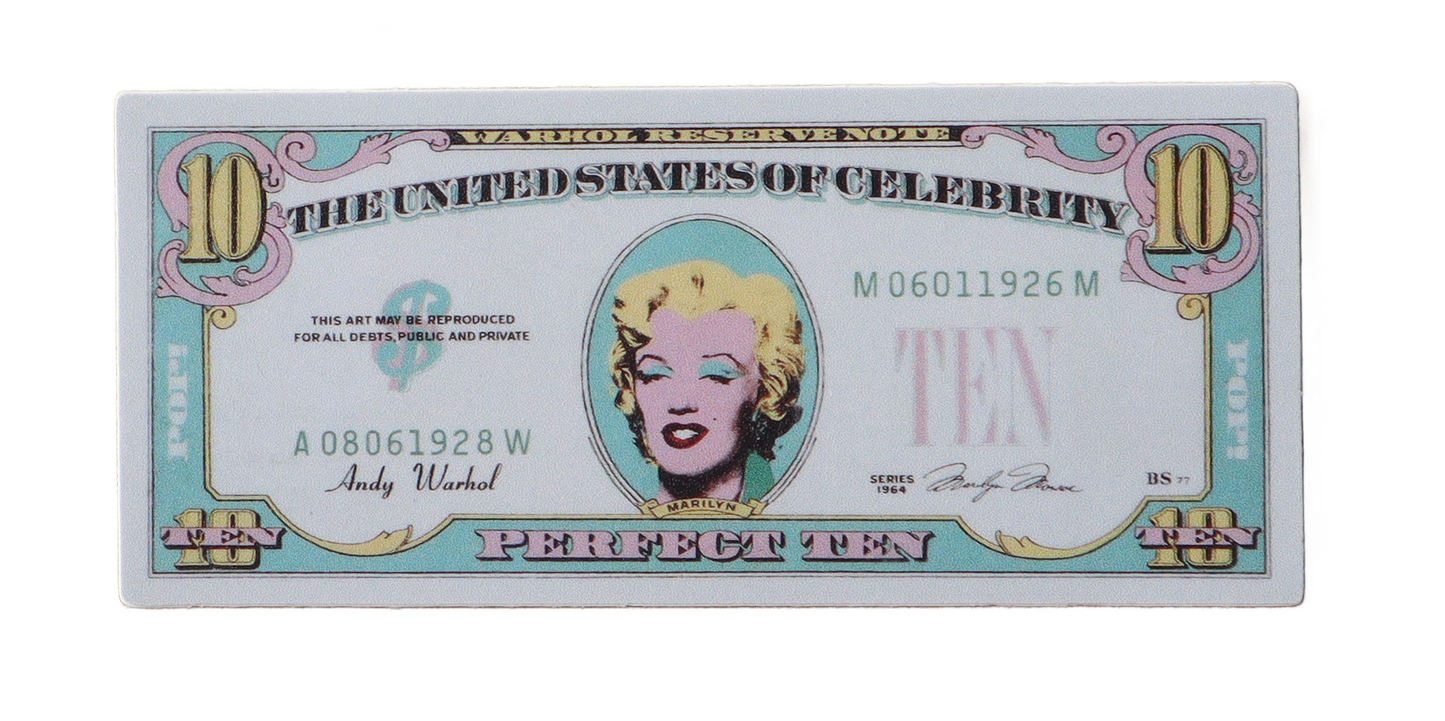 WARHOL RESERVE NOTE
10
10
THE UNITED STATES OF CELEBRITY
M 06011926 M
THIS ART MAY BE REPRODUCED
FOR ALL DEBTS, PUBLIC AND PRIVATE
$
TEN
POP!
POP!
A 08061928 W
Andy Warhol
SERIES
1964
Marilyn Monroe
BS 77
MARILYN
10
TEN
PERFECT TEN
10
TEN